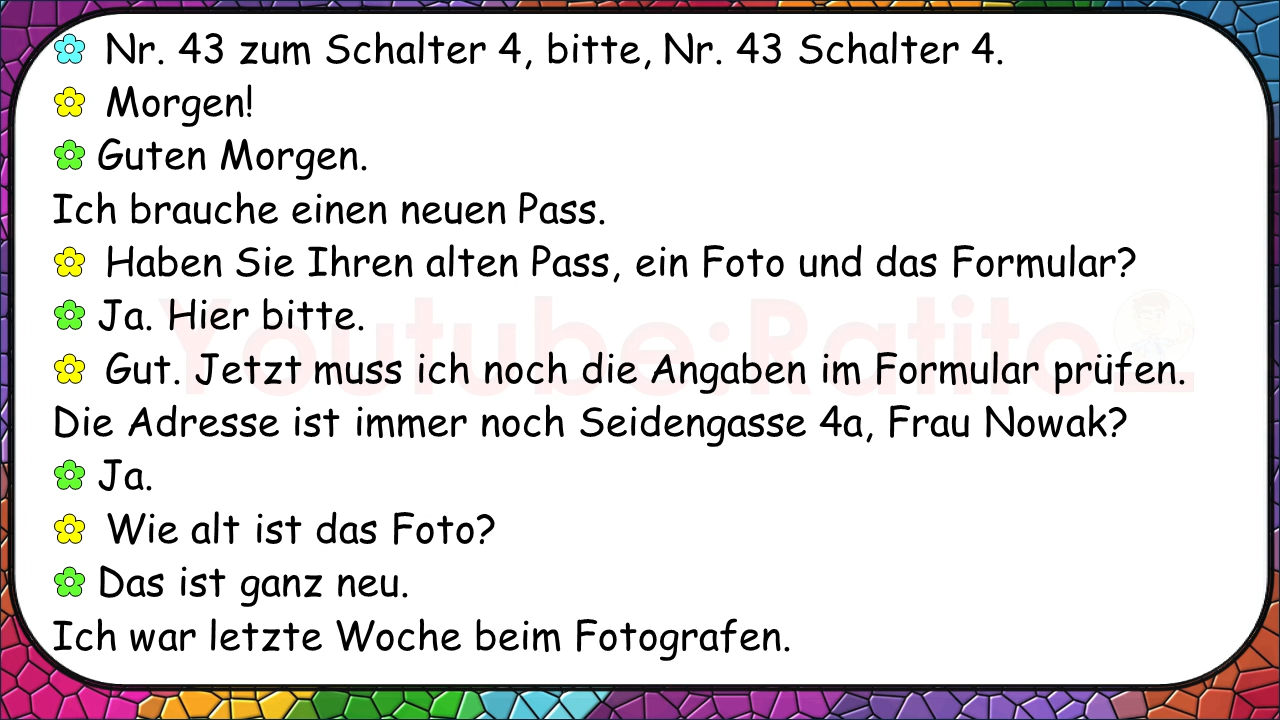 Nr. 43 zum Schalter 4, bitte, Nr. 43 Schalter 4.
Morgen!
Guten Morgen.
Ich brauche einen neuen Pass.
Haben Sie Ihren alten Pass, ein Foto und das Formular?
Ja. Hier bitte.
Youtube:Ratito_
Gut. Jetzt muss ich noch die Angaben im Formular prüfen.
Die Adresse ist immer noch Seidengasse 4a, Frau Nowak?
Ja.
Wie alt ist das Foto?
Das ist ganz neu.
Ich war letzte Woche beim Fotografen.